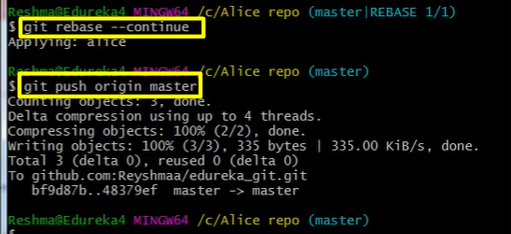 Reshma@Edureka4 MINGW64 /c/Alice repo (master|REBASE 1/1)
$ git rebase --continue
Applying: alice
Reshma@Edureka4 MINGW64 /c/Alice repo (master)
$ git push origin master
Counting objects: 3, done.
Delta compression using up to 4 threads.
Compressing objects: 100% (2/2), done.
Writing objects: 100% (3/3), 335 bytes | 335.00 KiB/s, done.
Total 3 (delta 0), reused 0 (delta 0)
To github.com:Reyshmaa/edureka_git.git
bf9d87b..48379ef master -> master
Reshma@Edureka4 MINGW64 /c/Alice repo (master)